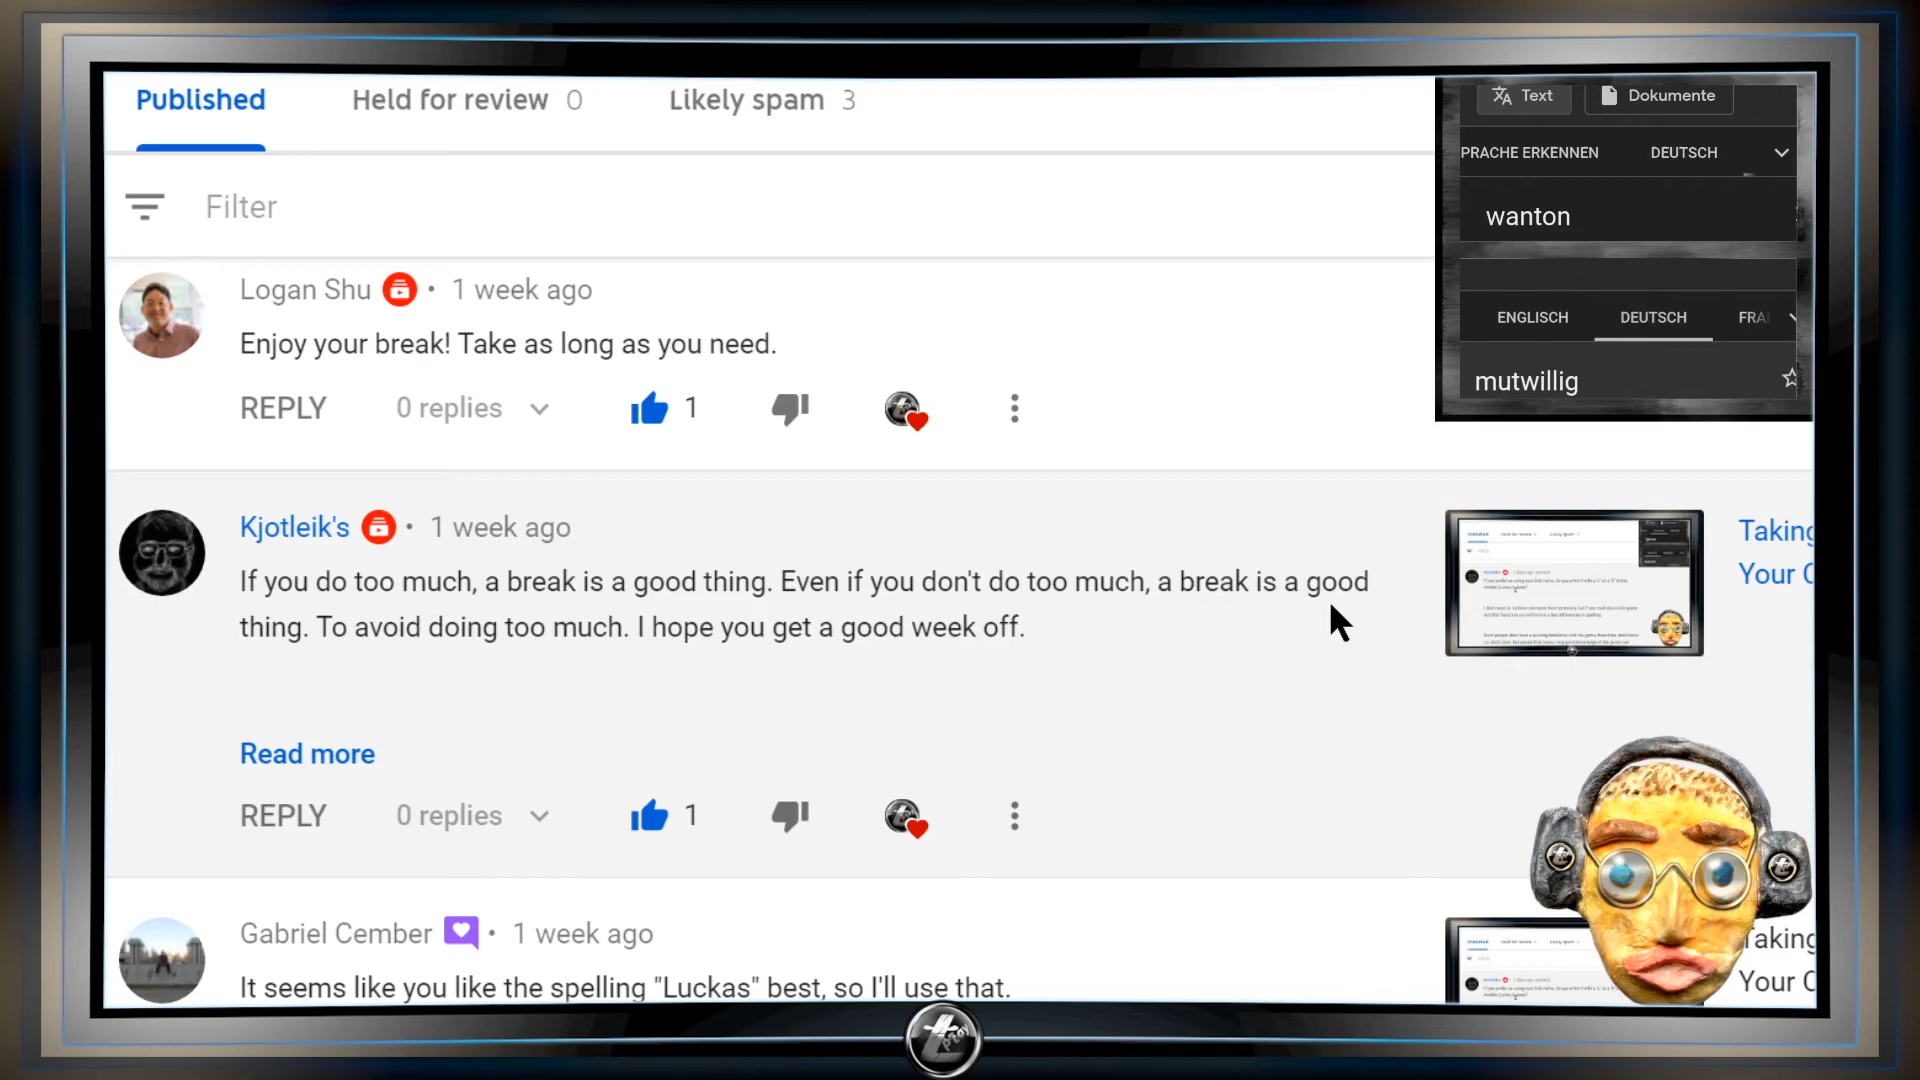 Published Held for review 0 Likely spam 3
Filter
Logan Shu • 1 week ago
Enjoy your break! Take as long as you need.
REPLY 0 replies 1
Kjotleik's • 1 week ago
If you do too much, a break is a good thing. Even if you don't do too much, a break is a good
thing. To avoid doing too much. I hope you get a good week off.
Read more
REPLY 0 replies 1
Gabriel Cember • 1 week ago
It seems like you like the spelling "Luckas" best, so I'll use that.
Text Dokumente
PRACHE ERKENNEN DEUTSCH
wanton
ENGLISCH DEUTSCH FRA
mutwillig
Taking
Your C
Taking
Your C
play